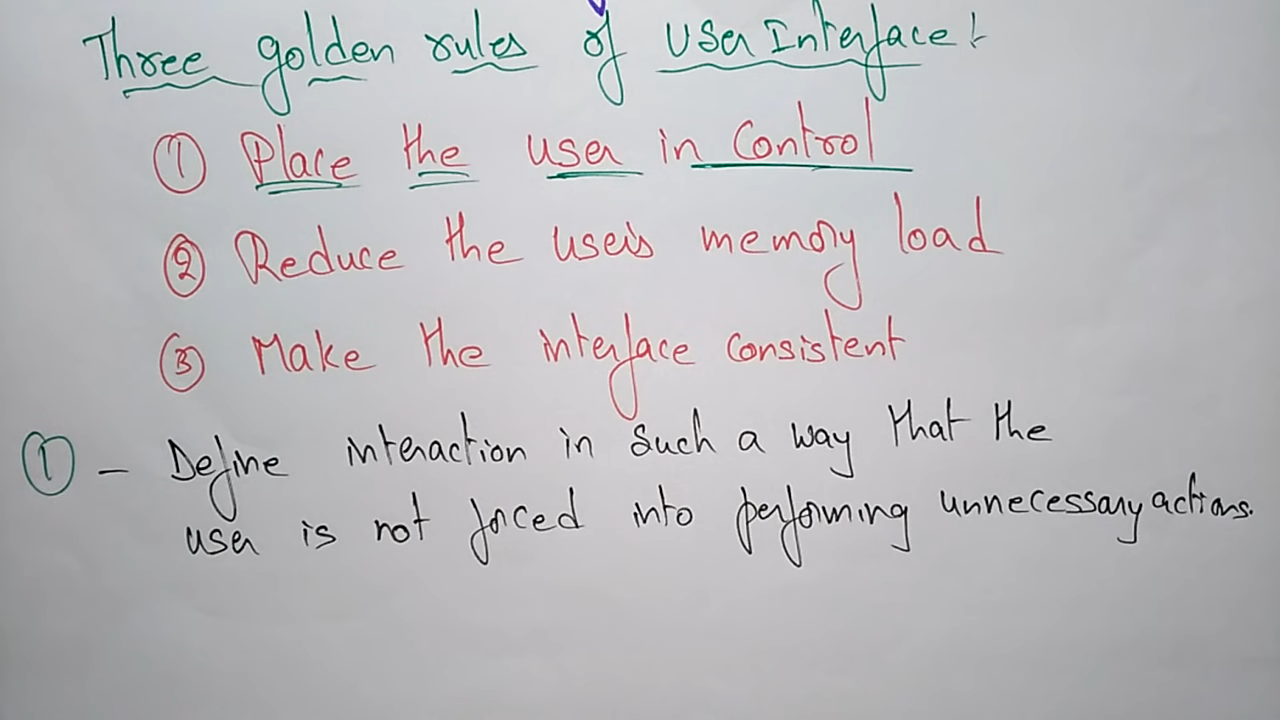 Three golden rules of User Interface:
① Place the user in Control
② Reduce the user's memory load
③ Make the interface consistent
① - Define interaction in such a way that the
user is not forced into performing unnecessary actions.